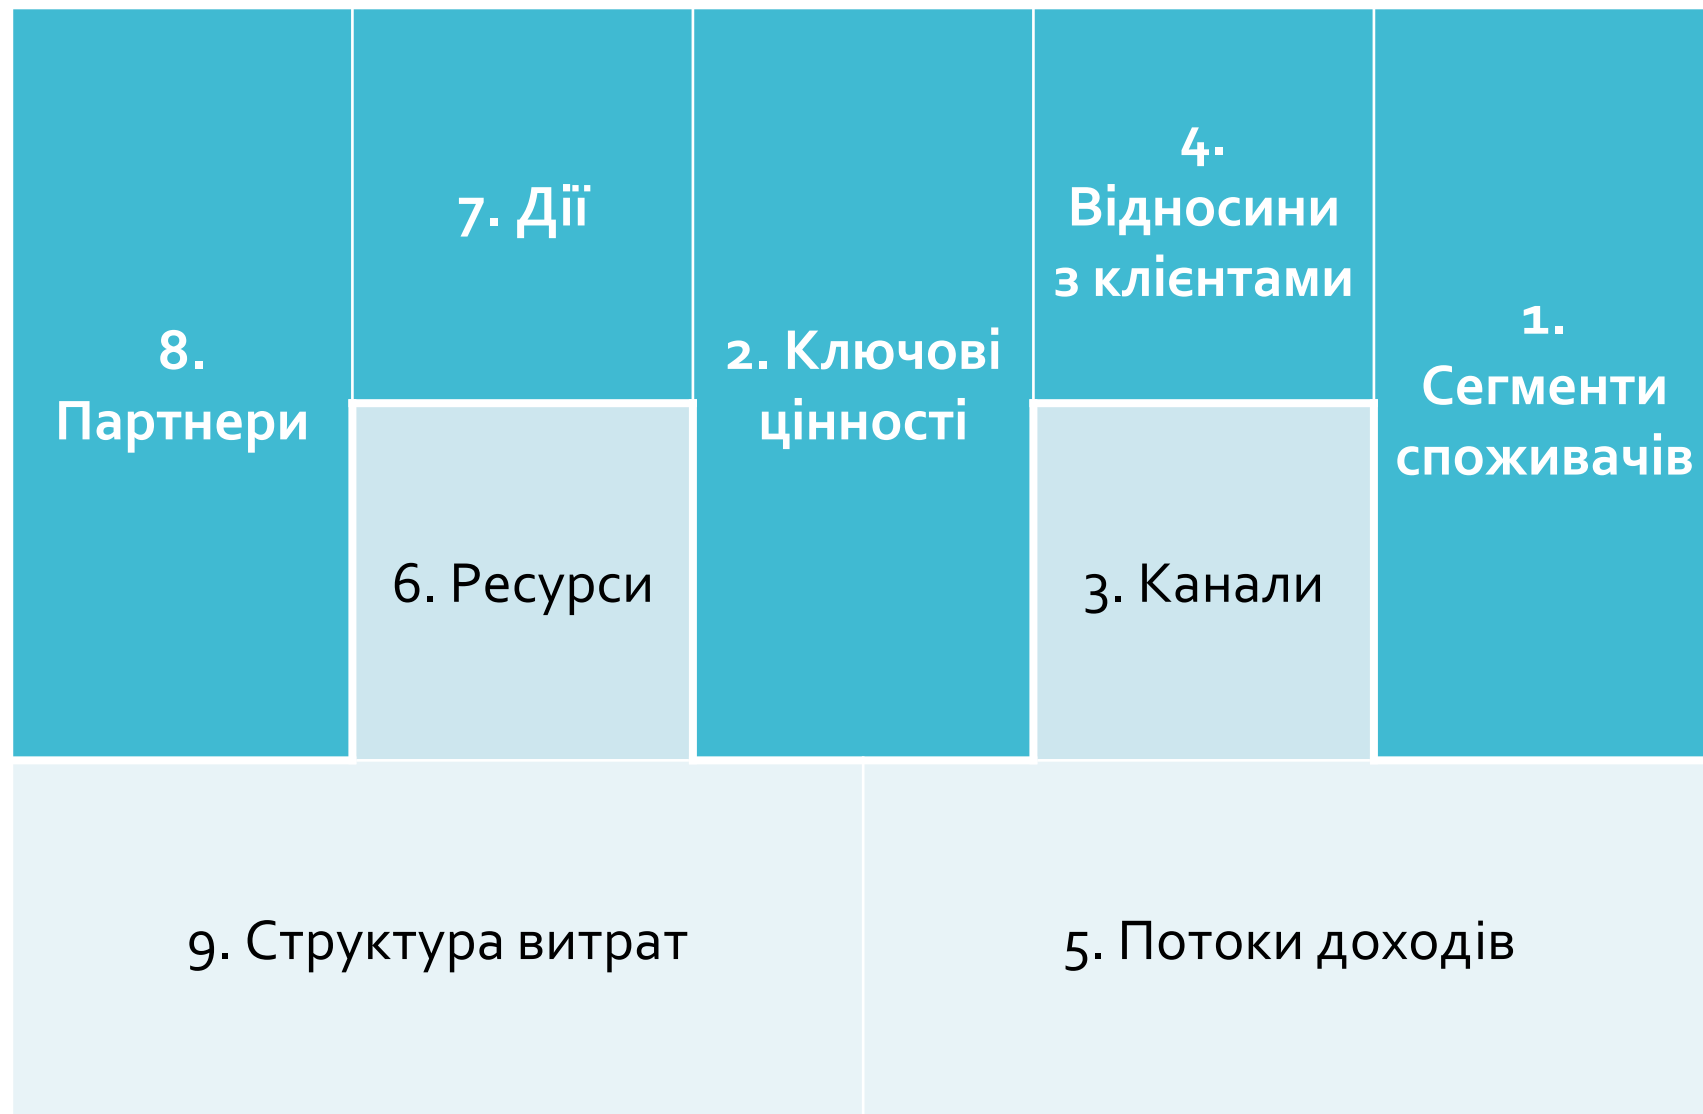 8.
Партнери
7. Дії
6. Ресурси
2. Ключові
цінності
4.
Відносини
з клієнтами
3. Канали
1.
Сегменти
споживачів
9. Структура витрат
5. Потоки доходів